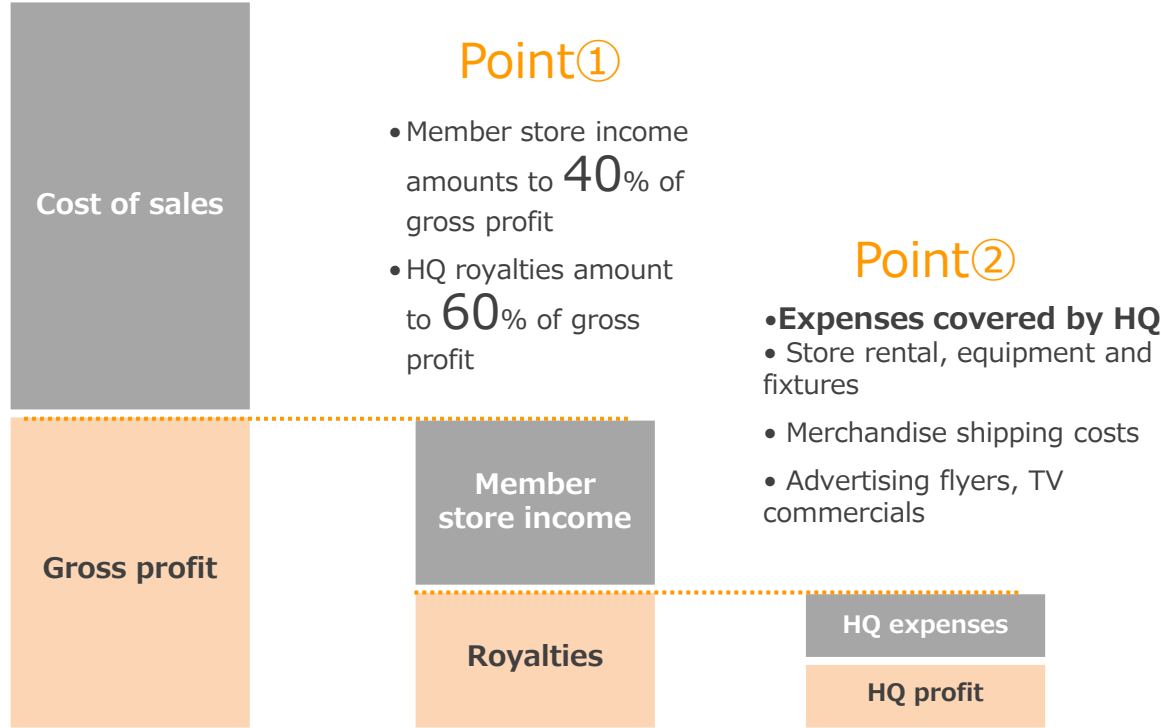 Cost of sales
Gross profit
Point①
•Member store income
amounts to 40% of
gross profit
•HQ royalties amount
to 60% of gross
profit
Member
store income
Royalties
Point②
•Expenses covered by HQ
• Store rental, equipment and
fixtures
• Merchandise shipping costs
• Advertising flyers, TV
commercials
HQ expenses
HQ profit